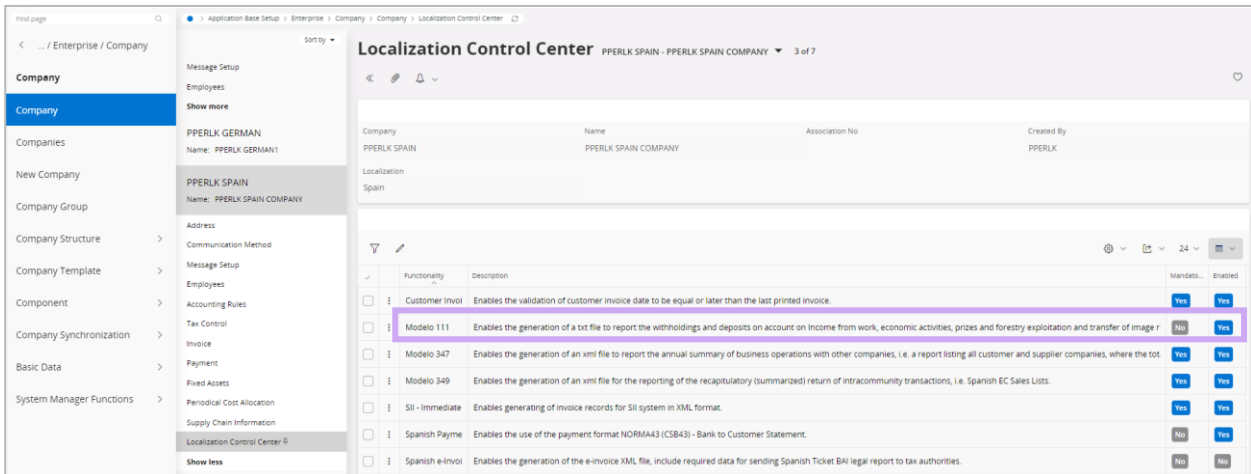 Find page
... / Enterprise / Company
Company
Company
Companies
New Company
Company Group
Company Structure
Company Template
Component
Company Synchronization
Basic Data
System Manager Functions
> Application Base Setup > Enterprise > Company > Company > Localization Control Center
Sort by
Message Setup
Employees
Show more
PPERLK GERMAN
Name: PPERLK GERMAN1
PPERLK SPAIN
Name: PPERLK SPAIN COMPANY
Address
Communication Method
Message Setup
Employees
Accounting Rules
Tax Control
Invoice
Payment
Fixed Assets
Periodical Cost Allocation
Supply Chain Information
Localization Control Center
Show less
Localization Control Center PPERLK SPAIN - PPERLK SPAIN COMPANY 3 of 7
Company Name Association No Created By
PPERLK SPAIN PPERLK SPAIN COMPANY PPERLK
Localization
Spain
24
Functionality Description Mandato... Enabled
Customer Invoi Enables the validation of customer invoice date to be equal or later than the last printed invoice. Yes Yes
Modelo 111 Enables the generation of a txt file to report the withholdings and deposits on account on Income from work, economic activities, prizes and forestry exploitation and transfer of image r No Yes
Modelo 347 Enables the generation of an xml file to report the annual summary of business operations with other companies, i.e. a report listing all customer and supplier companies, where the tot Yes Yes
Modelo 349 Enables the generation of an xml file for the reporting of the recapitulatory (summarized) return of intracommunity transactions, i.e. Spanish EC Sales Lists. Yes Yes
SII - Immediate Enables generating of invoice records for SII system in XML format. Yes Yes
Spanish Payme Enables the use of the payment format NORMA43 (CSB43) - Bank to Customer Statement. No Yes
Spanish e-Invoi Enables the generation of the e-invoice XML file, include required data for sending Spanish Ticket BAI legal report to tax authorities. No No